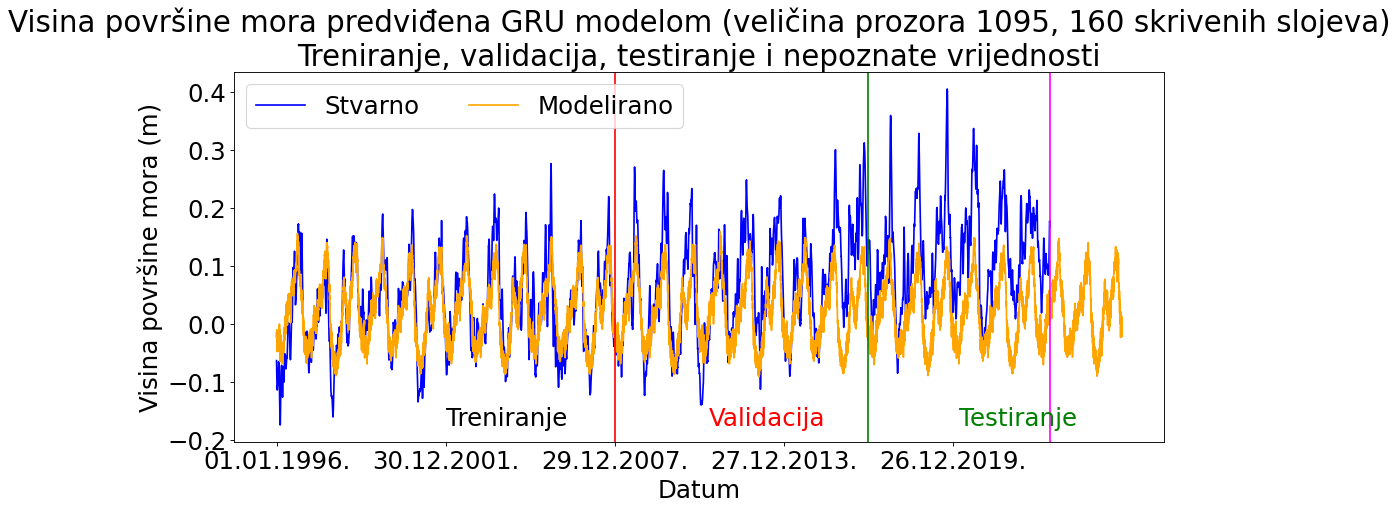 Visina površine mora predviđena GRU modelom (veličina prozora 1095, 160 skrivenih slojeva)
Treniranje, validacija, testiranje i nepoznate vrijednosti
Stvarno
Modelirano
Visina površine mora (m)
0.4
0.3
0.2
0.1
0.0
−0.1
−0.2
Treniranje
Validacija
Testiranje
01.01.1996.
30.12.2001.
29.12.2007.
27.12.2013.
26.12.2019.
Datum